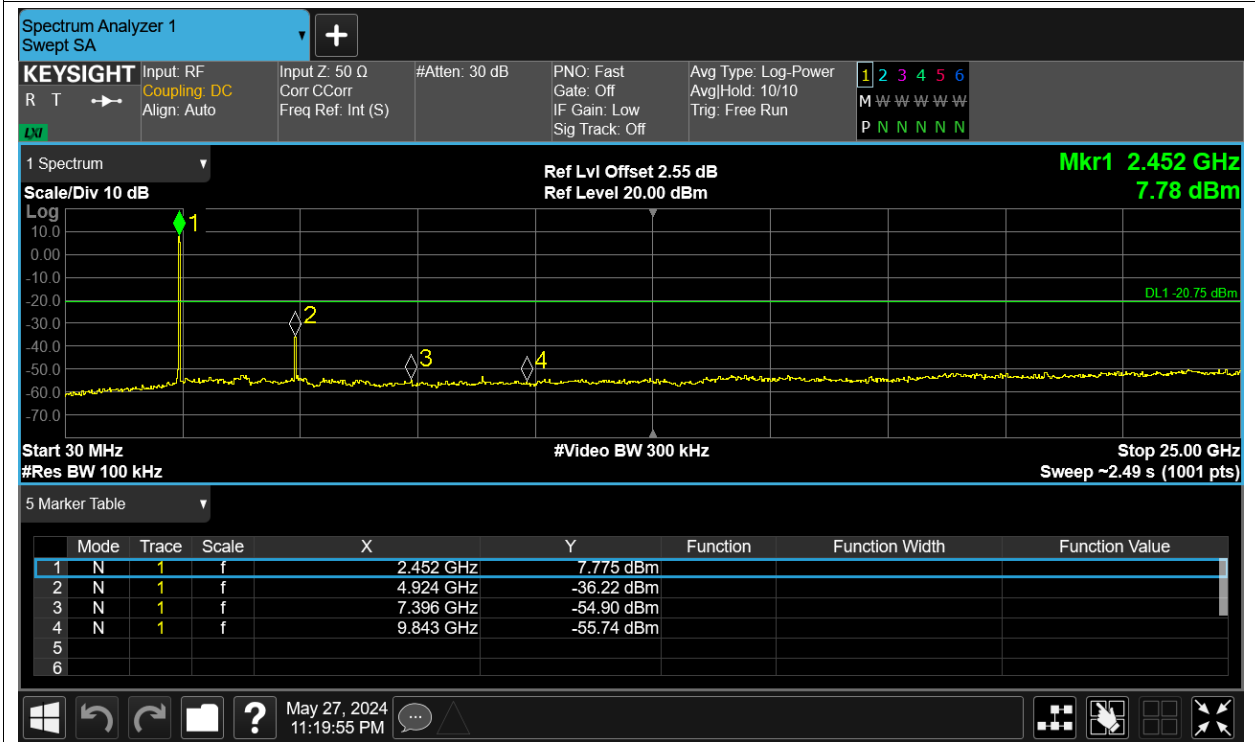 Spectrum Analyzer 1
Swept SA
+
KEYSIGHT
R T
LXI
Input: RF
Coupling: DC
Align: Auto
Input Z: 50 Ω
Corr CCorr
Freq Ref: Int (S)
#Atten: 30 dB
PNO: Fast
Gate: Off
IF Gain: Low
Sig Track: Off
Avg Type: Log-Power
Avg|Hold: 10/10
Trig: Free Run
1 2 3 4 5 6
M W W W W W
P N N N N N
1 Spectrum
Scale/Div 10 dB
Ref Lvl Offset 2.55 dB
Ref Level 20.00 dBm
Mkr1 2.452 GHz
7.78 dBm
Log
10.0
0.00
-10.0
-20.0
-30.0
-40.0
-50.0
-60.0
-70.0
1
2
3
4
DL1 -20.75 dBm
Start 30 MHz
#Res BW 100 kHz
#Video BW 300 kHz
Stop 25.00 GHz
Sweep ~2.49 s (1001 pts)
5 Marker Table
Mode Trace Scale X Y Function Function Width Function Value
1 N 1 f 2.452 GHz 7.775 dBm
2 N 1 f 4.924 GHz -36.22 dBm
3 N 1 f 7.396 GHz -54.90 dBm
4 N 1 f 9.843 GHz -55.74 dBm
5
6
?
May 27, 2024
11:19:55 PM